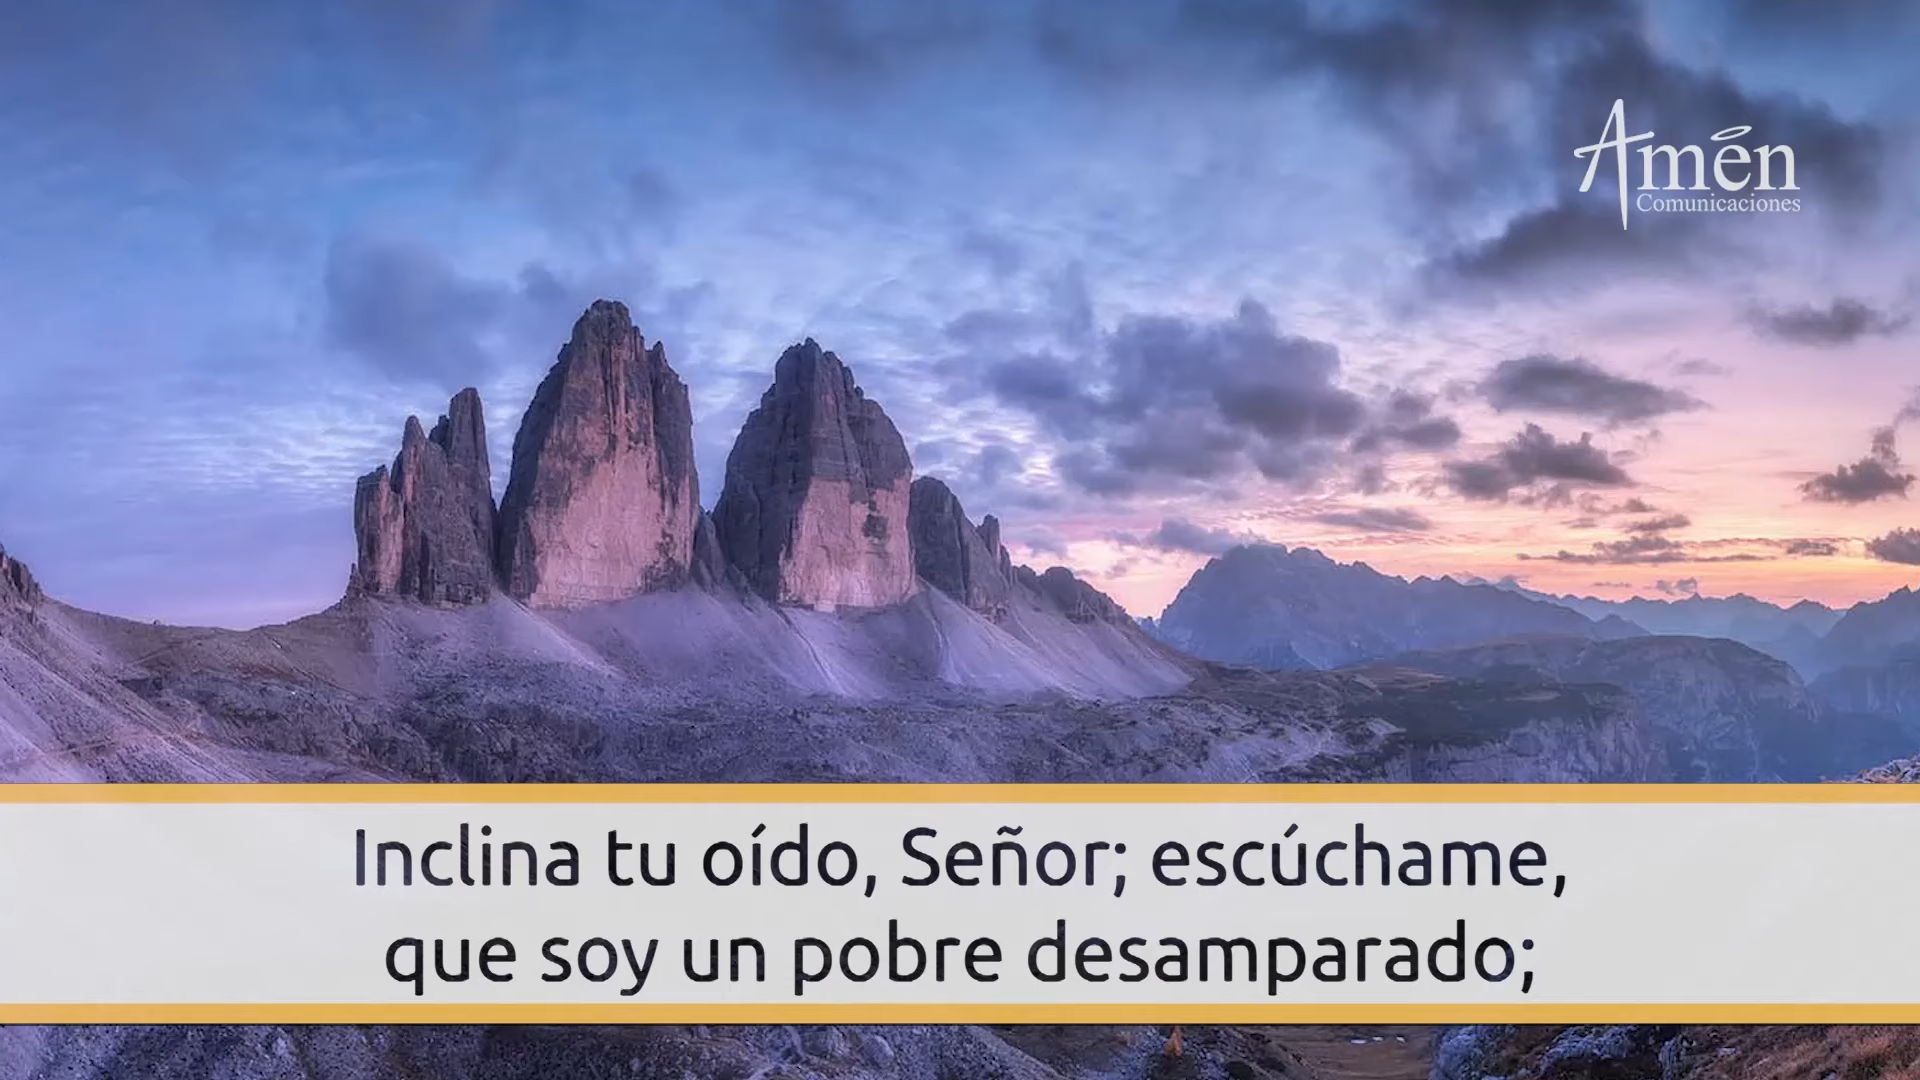 Amén
Comunicaciones
Inclina tu oído, Señor; escúchame,
que soy un pobre desamparado;